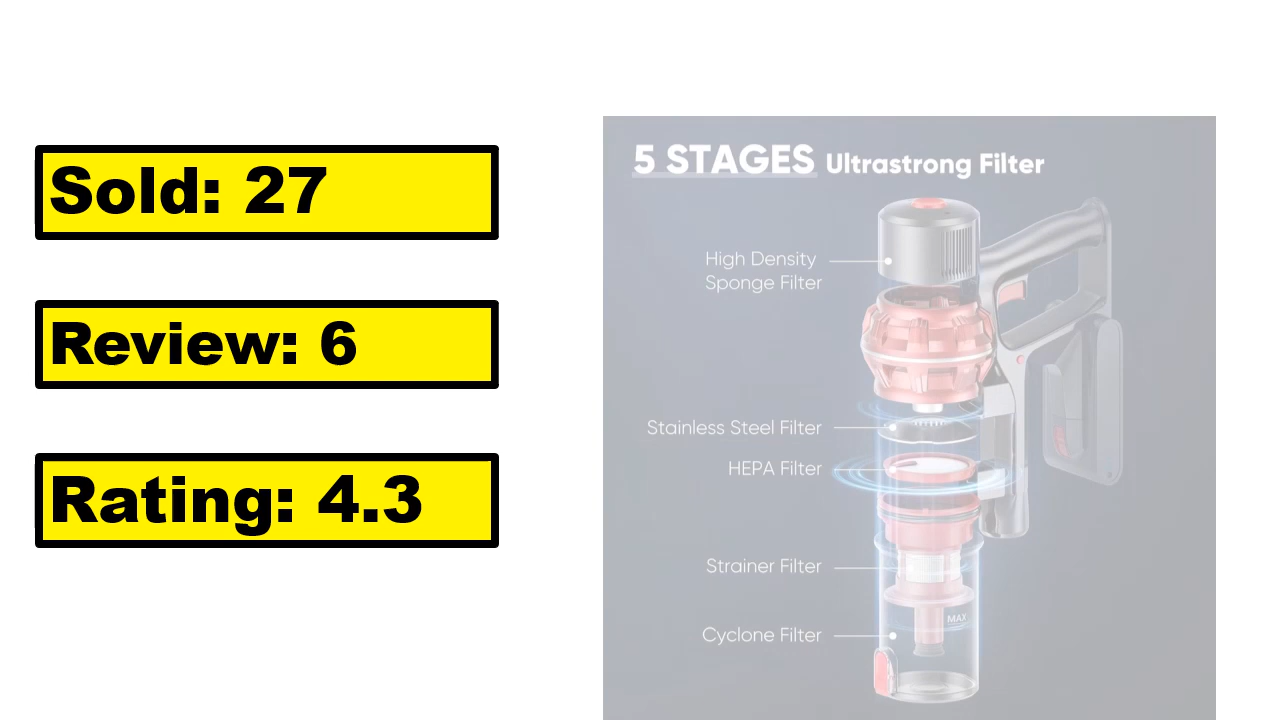 Sold: 27
Review: 6
Rating: 4.3
5 STAGES Ultrastrong Filter
High Density
Sponge Filter
Stainless Steel Filter
HEPA Filter
Strainer Filter
MAX
Cyclone Filter